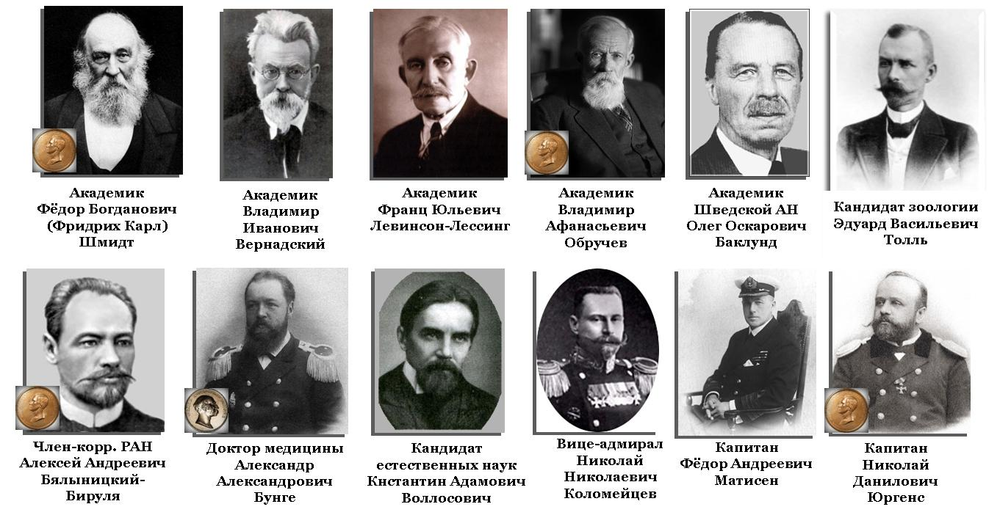 Академик
Фёдор Богданович
(Фридрих Карл)
Шмидт
Академик
Владимир
Иванович
Вернадский
Академик
Франц Юльевич
Левинсон-Лессинг
Академик
Владимир
Афанасьевич
Обручев
Академик
Шведской АН
Олег Оскарович
Баклунд
Кандидат зоологии
Эдуард Васильевич
Толль
Член-корр. РАН
Алексей Андреевич
Бялыницкий-
Бируля
Доктор медицины
Александр
Александрович
Бунге
Кандидат
естественных наук
Кнстантин Адамович
Воллосович
Вице-адмирал
Николай
Николаевич
Коломейцев
Капитан
Фёдор Андреевич
Матисен
Капитан
Николай
Данилович
Юргенс